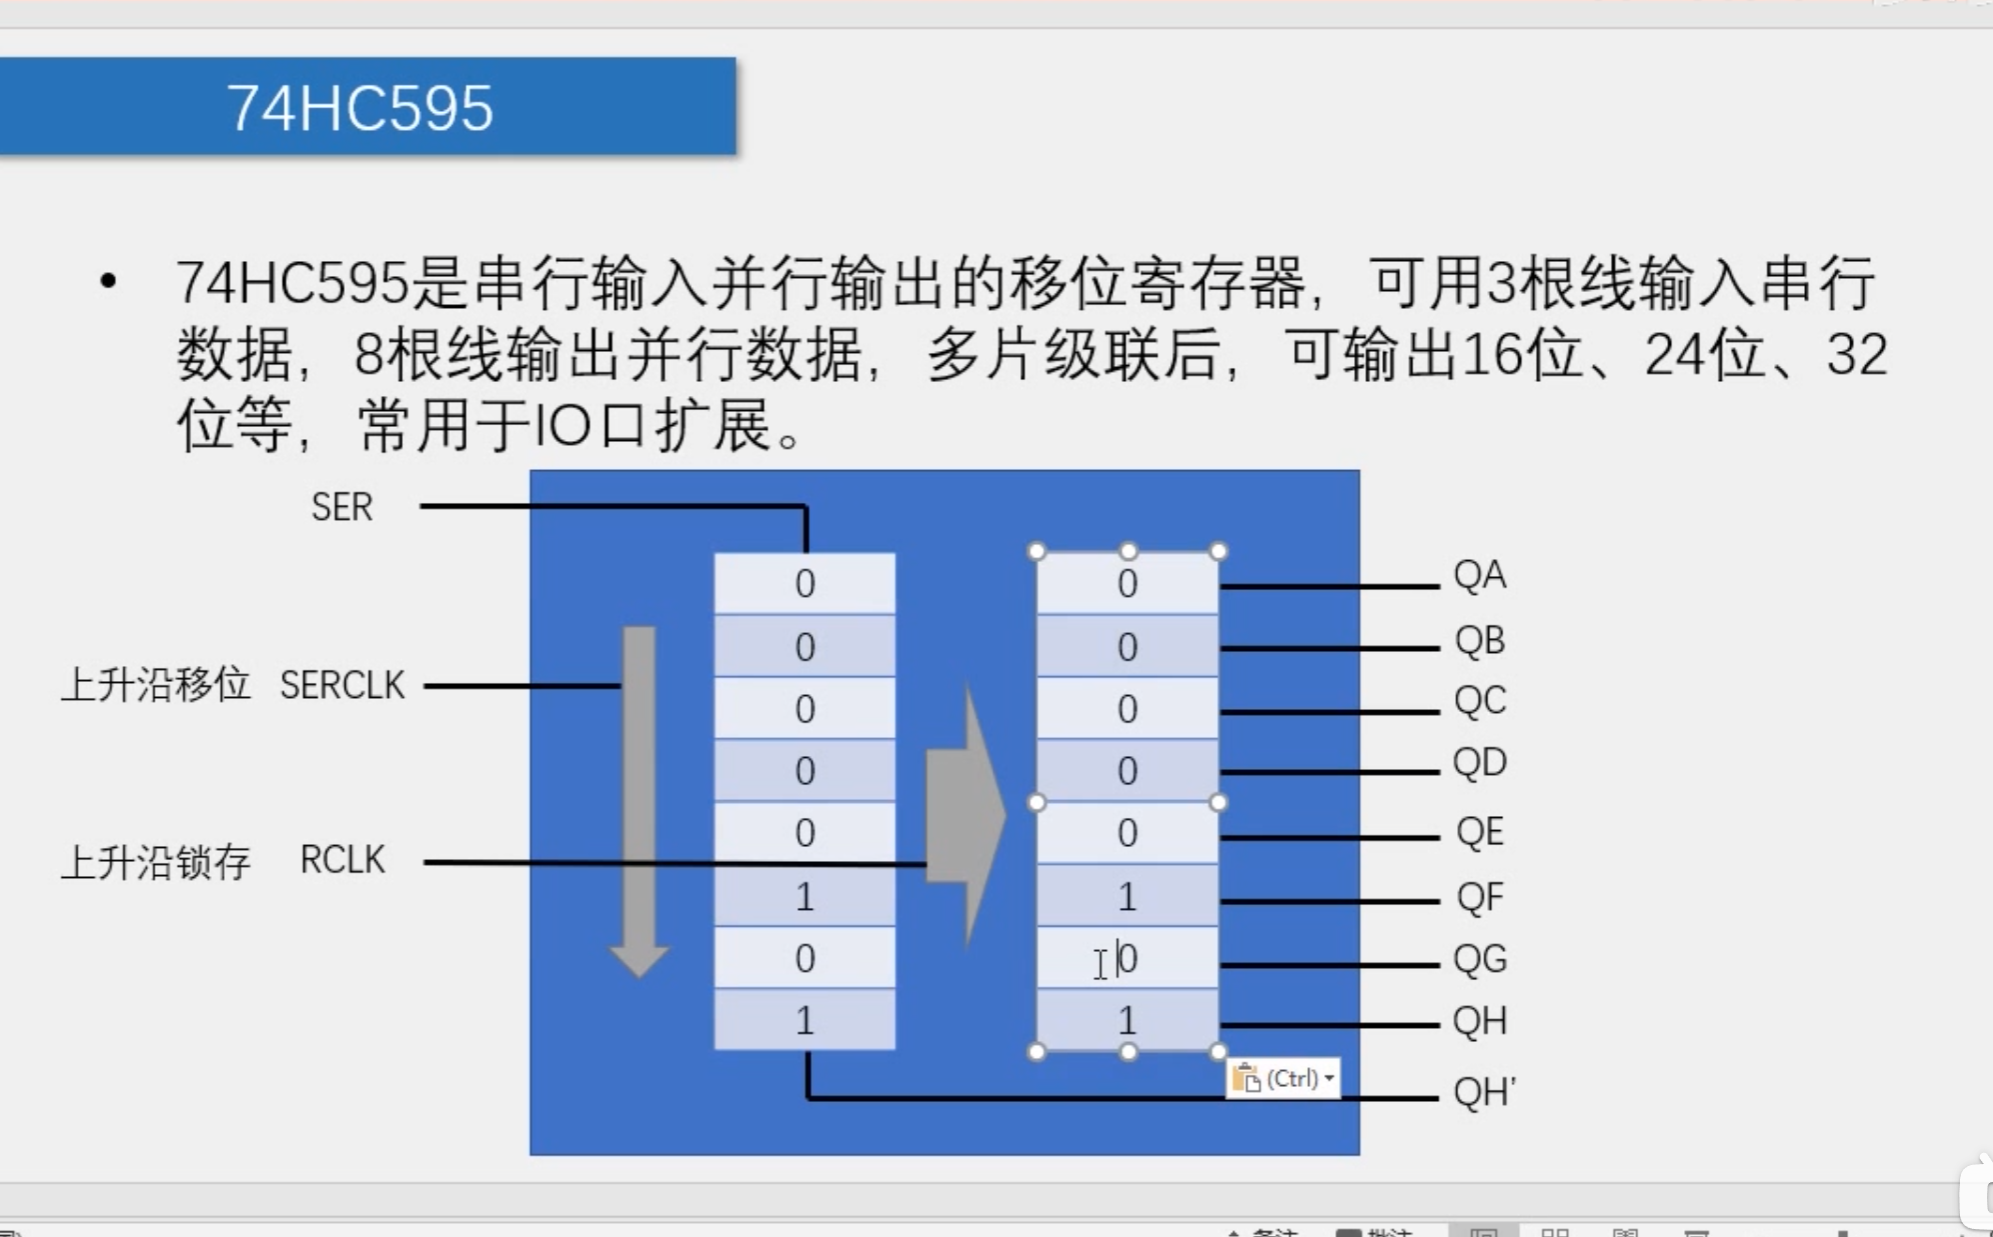 74HC595
• 74HC595是串行输入并行输出的移位寄存器，可用3根线输入串行
数据，8根线输出并行数据，多片级联后，可输出16位、24位、32
位等，常用于IO口扩展。
SER
上升沿移位 SERCLK
上升沿锁存 RCLK
0 0 QA
0 0 QB
0 0 QC
0 0 QD
0 0 QE
1 1 QF
0 0 QG
1 1 QH
(Ctrl)
QH'
备注 批注